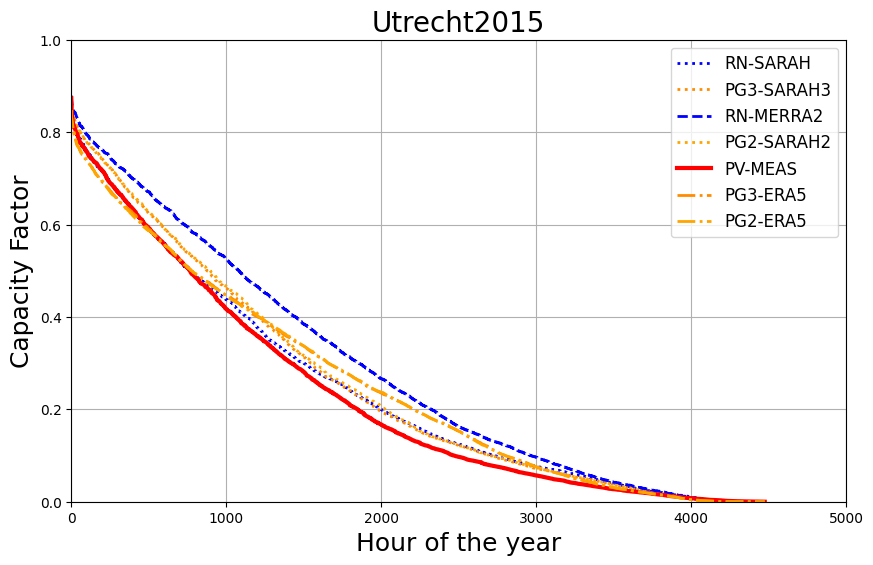 Utrecht2015
Capacity Factor
1.0
0.8
0.6
0.4
0.2
0.0
RN-SARAH
PG3-SARAH3
RN-MERRA2
PG2-SARAH2
PV-MEAS
PG3-ERA5
PG2-ERA5
0 1000 2000 3000 4000 5000
Hour of the year